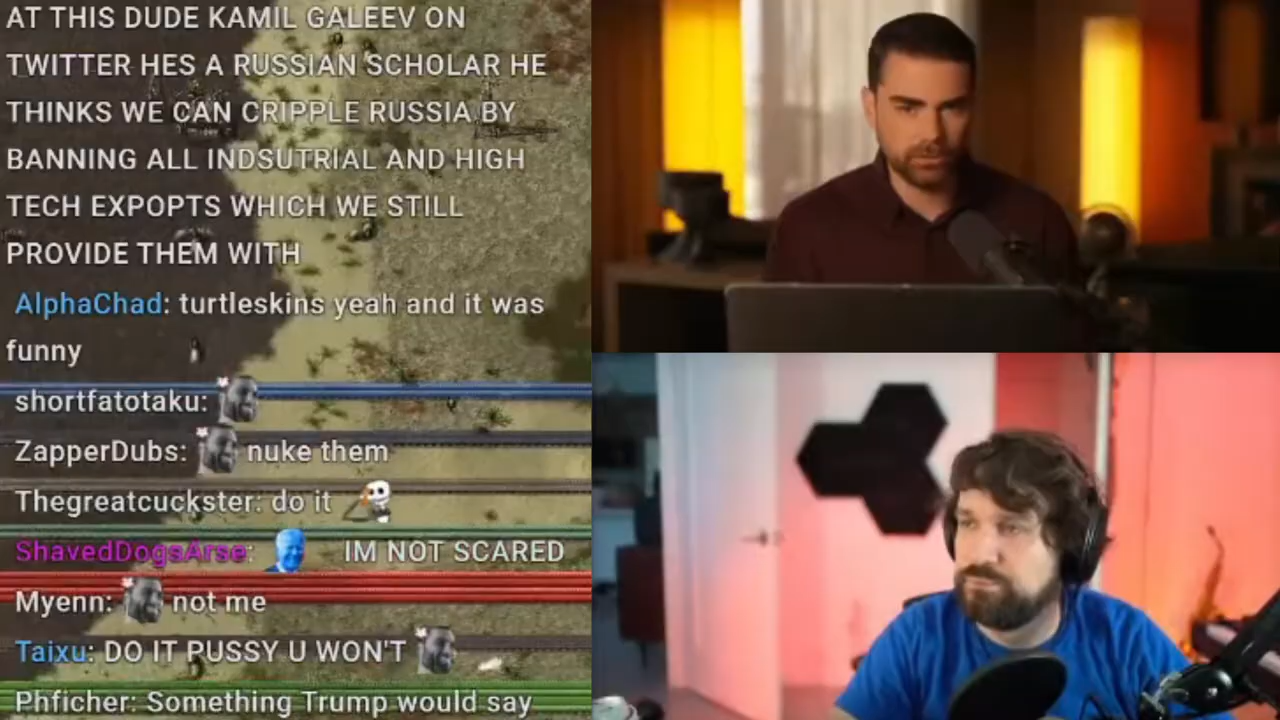 AT THIS DUDE KAMIL GALEEV ON
TWITTER HES A RUSSIAN SCHOLAR HE
THINKS WE CAN CRIPPLE RUSSIA BY
BANNING ALL INDSUTRIAL AND HIGH
TECH EXPOPTS WHICH WE STILL
PROVIDE THEM WITH
AlphaChad: turtleskins yeah and it was
funny
shortfatotaku:
ZapperDubs: nuke them
Thegreatcuckster: do it
ShavedDogsArse: IM NOT SCARED
Myenn: not me
Taixu: DO IT PUSSY U WON'T
Phficher: Something Trump would say